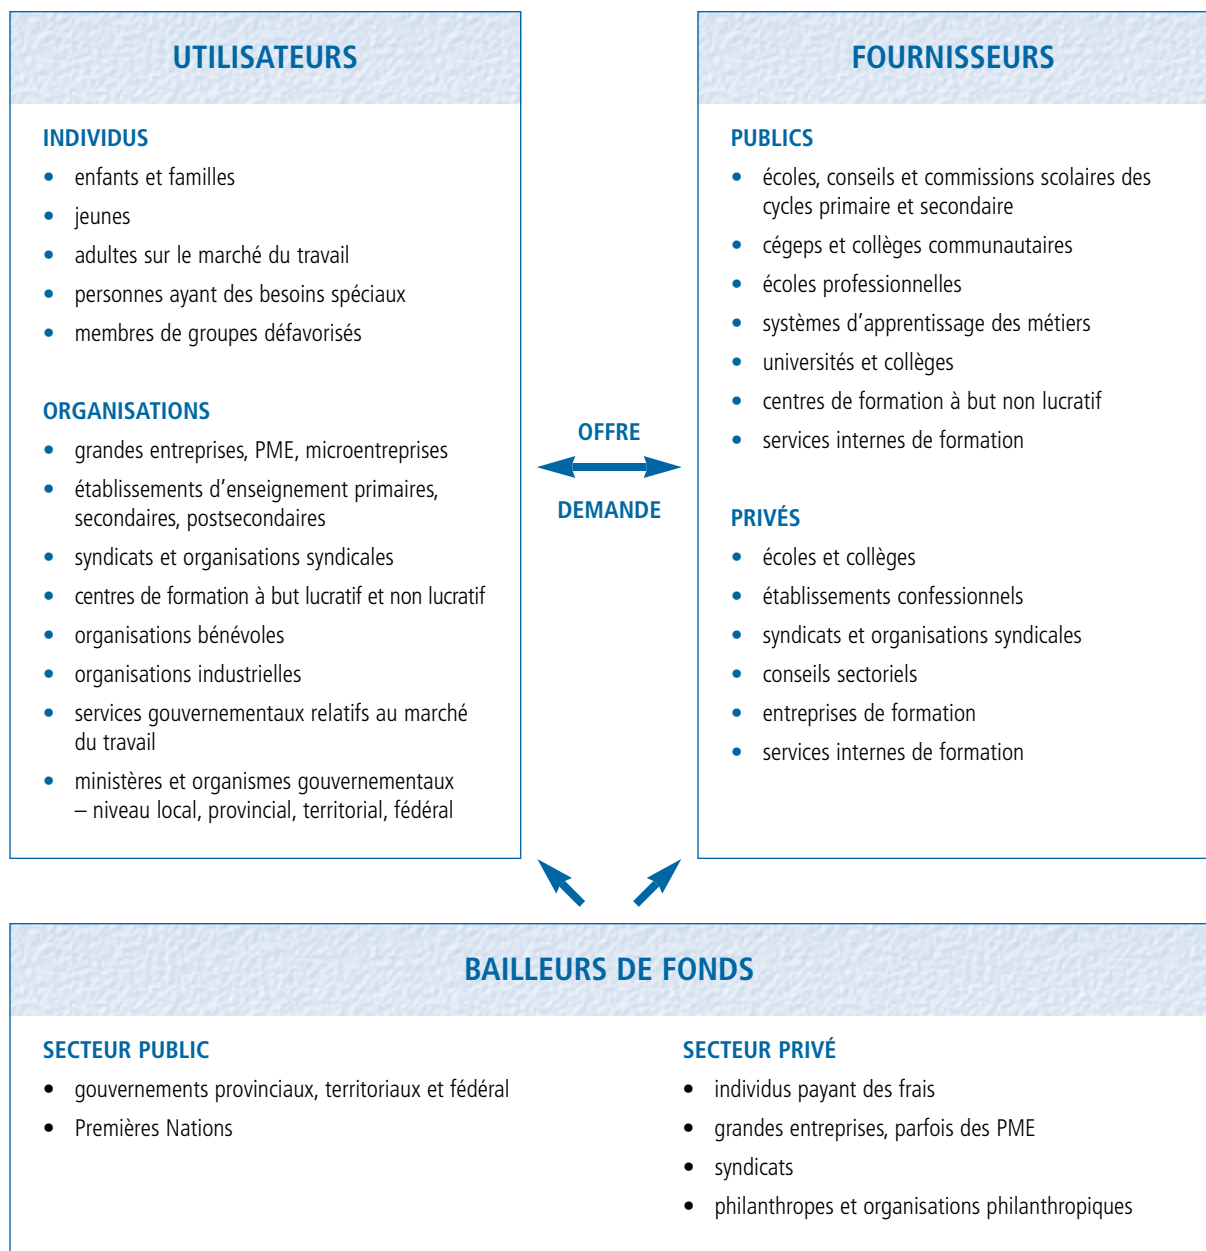 UTILISATEURS
INDIVIDUS
• enfants et familles
• jeunes
• adultes sur le marché du travail
• personnes ayant des besoins spéciaux
• membres de groupes défavorisés
ORGANISATIONS
• grandes entreprises, PME, microentreprises
• établissements d'enseignement primaires,
secondaires, postsecondaires
• syndicats et organisations syndicales
• centres de formation à but lucratif et non lucratif
• organisations bénévoles
• organisations industrielles
• services gouvernementaux relatifs au marché
du travail
• ministères et organismes gouvernementaux
– niveau local, provincial, territorial, fédéral
OFFRE
DEMANDE
FOURNISSEURS
PUBLICS
• écoles, conseils et commissions scolaires des
cycles primaire et secondaire
• cégeps et collèges communautaires
• écoles professionnelles
• systèmes d'apprentissage des métiers
• universités et collèges
• centres de formation à but non lucratif
• services internes de formation
PRIVÉS
• écoles et collèges
• établissements confessionnels
• syndicats et organisations syndicales
• conseils sectoriels
• entreprises de formation
• services internes de formation
BAILLEURS DE FONDS
SECTEUR PUBLIC
• gouvernements provinciaux, territoriaux et fédéral
• Premières Nations
SECTEUR PRIVÉ
• individus payant des frais
• grandes entreprises, parfois des PME
• syndicats
• philanthropes et organisations philanthropiques